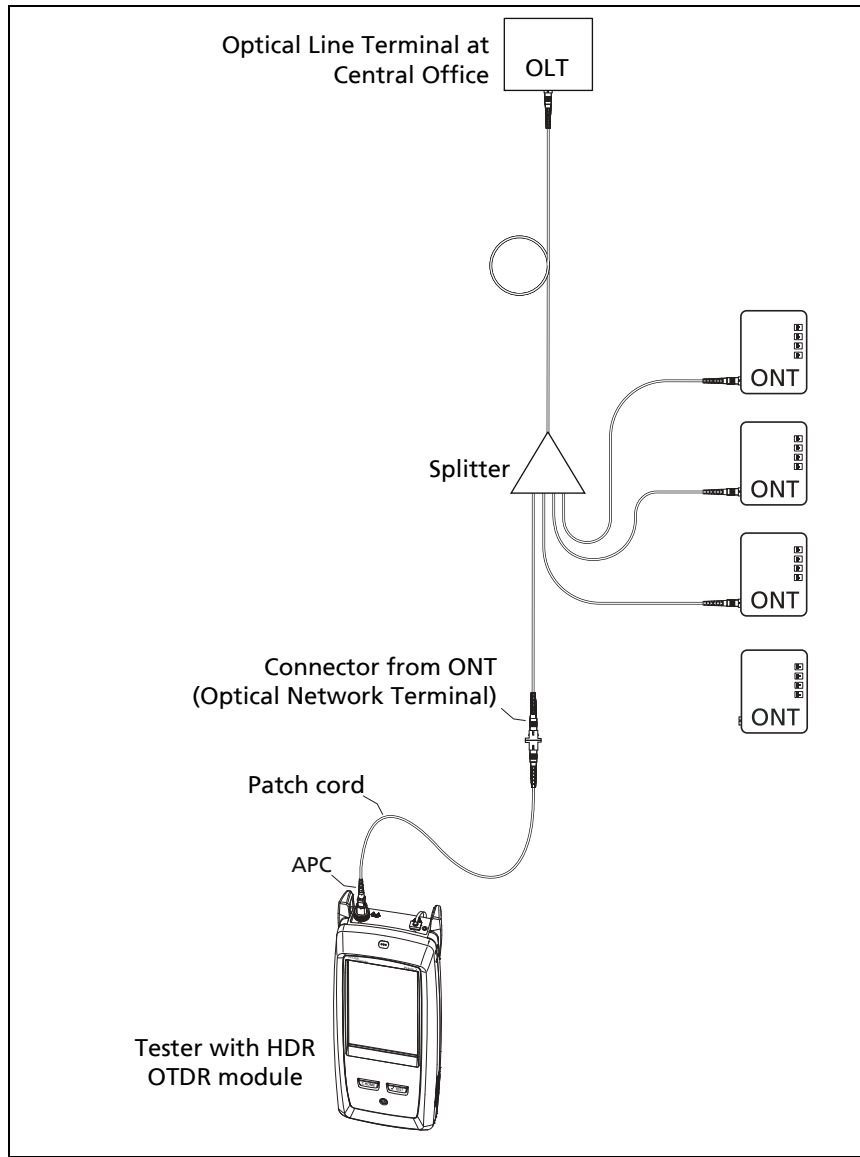 Optical Line Terminal at
Central Office
OLT
ONT
Splitter
ONT
ONT
Connector from ONT
(Optical Network Terminal)
ONT
Patch cord
APC
Tester with HDR
OTDR module